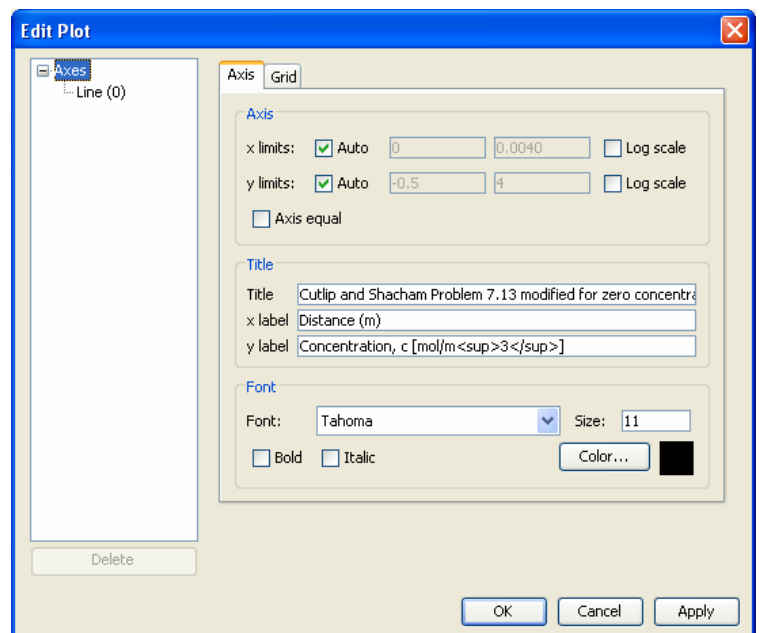 Edit Plot
Axes
Line (0)
Axis Grid
Axis
x limits: Auto 0 0.0040 Log scale
y limits: Auto -0.5 4 Log scale
Axis equal
Title
Title Cutlip and Shacham Problem 7.13 modified for zero concentra
x label Distance (m)
y label Concentration, c [mol/m<sup>3</sup>]
Font
Font: Tahoma Size: 11
Bold Italic Color...
Delete
OK Cancel Apply